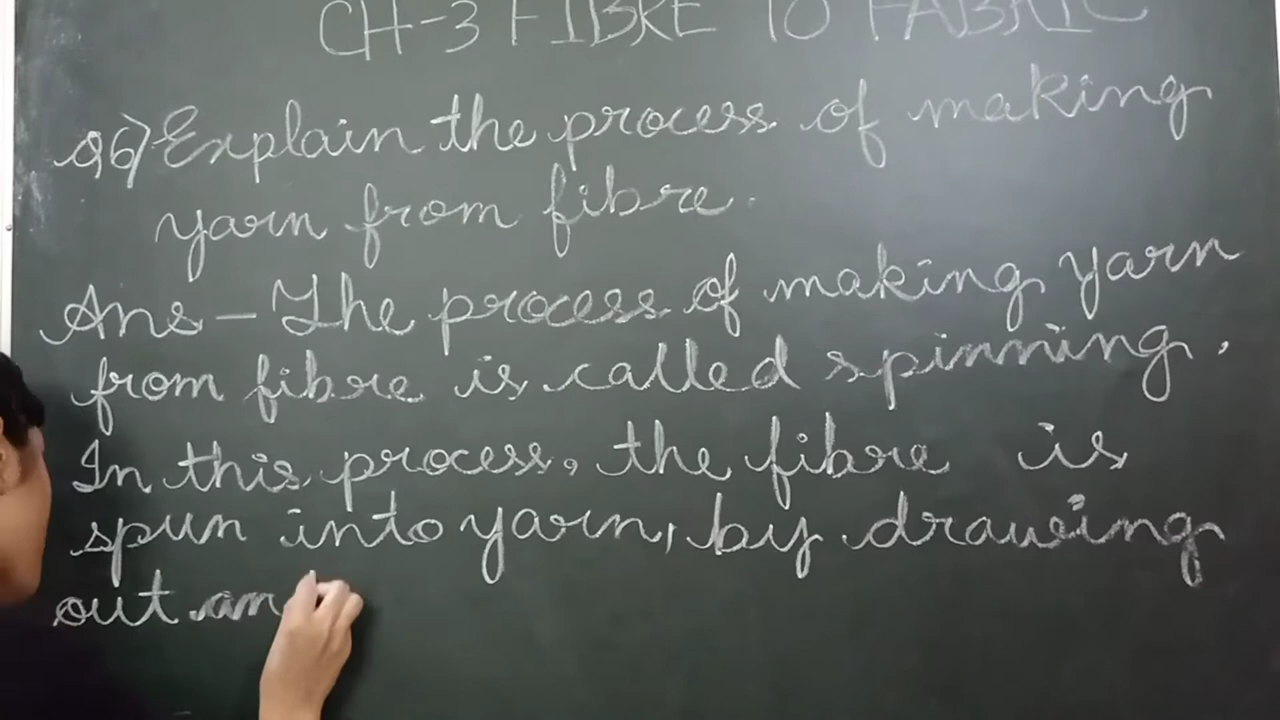 CH-3 FIBRE TO FABRIC
Q6) Explain the process of making
yarn from fibre.
Ans - The process of making yarn
from fibre is called spinning.
In this process, the fibre is
spun into yarn, by drawing
out an